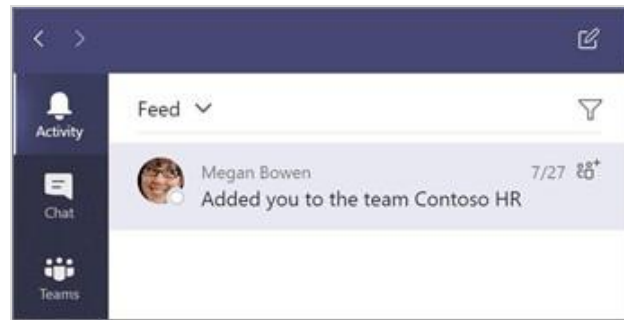 Activity
Feed
Megan Bowen 7/27
Added you to the team Contoso HR
Chat
Teams